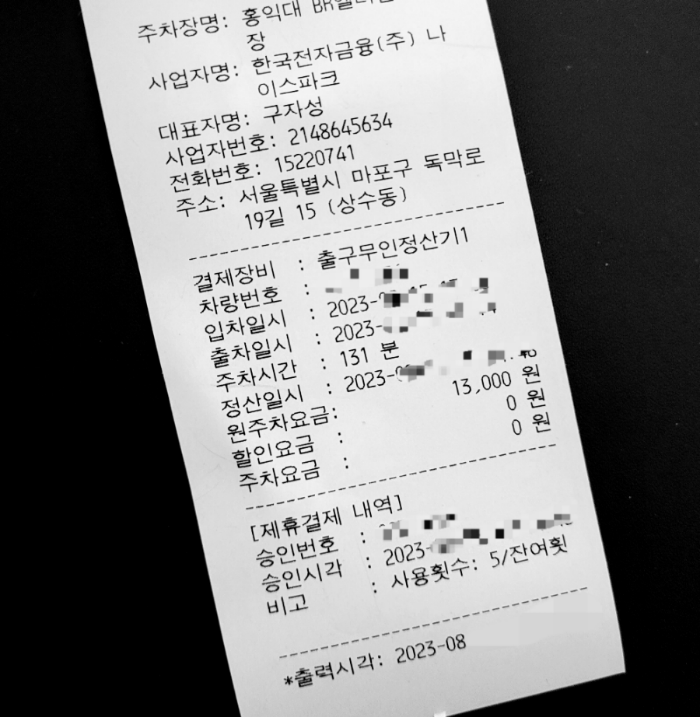 주차장명: 홍익대
장
사업자명: 한국전자금융(주) 나
이스파크
대표자명: 구자성
사업자번호: 2148645634
전화번호: 15220741
주소: 서울특별시 마포구 독막로
19길 15 (상수동)
결제장비 : 출구무인정산기1
차량번호 :
입차일시 : 2023-
출차일시 : 2023-
주차시간 : 131 분
정산일시 : 2023-
원주차요금: 13,000 원
할인요금 : 0 원
주차요금 : 0 원
[제휴결제 내역]
승인번호 :
승인시각 : 2023-
비고 : 사용횟수: 5/잔여횟
*출력시각: 2023-08